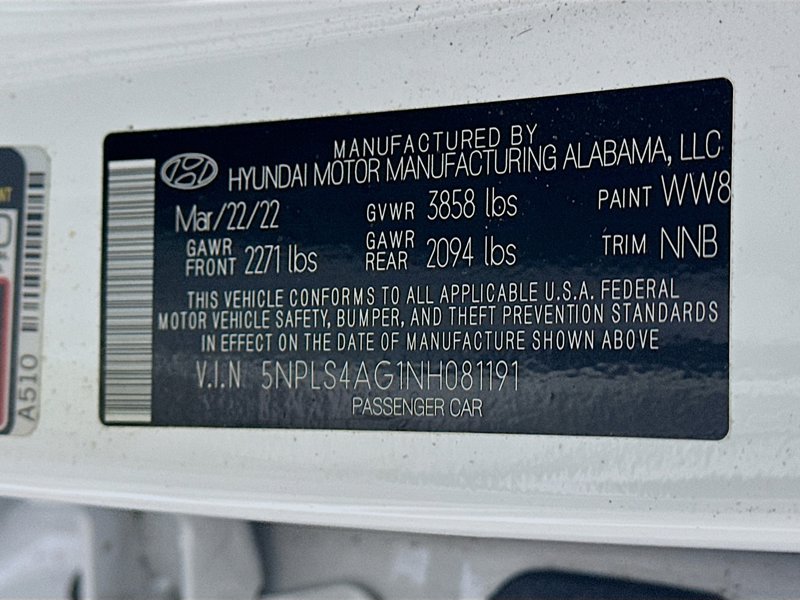 MANUFACTURED BY
HYUNDAI MOTOR MANUFACTURING ALABAMA, LLC
Mar/22/22 GVWR 3858 lbs PAINT WW8
GAWR FRONT 2271 lbs GAWR REAR 2094 lbs TRIM NNB
THIS VEHICLE CONFORMS TO ALL APPLICABLE U.S.A. FEDERAL
MOTOR VEHICLE SAFETY, BUMPER, AND THEFT PREVENTION STANDARDS
IN EFFECT ON THE DATE OF MANUFACTURE SHOWN ABOVE
V.I.N 5NPLS4AG1NH081191
PASSENGER CAR
A510